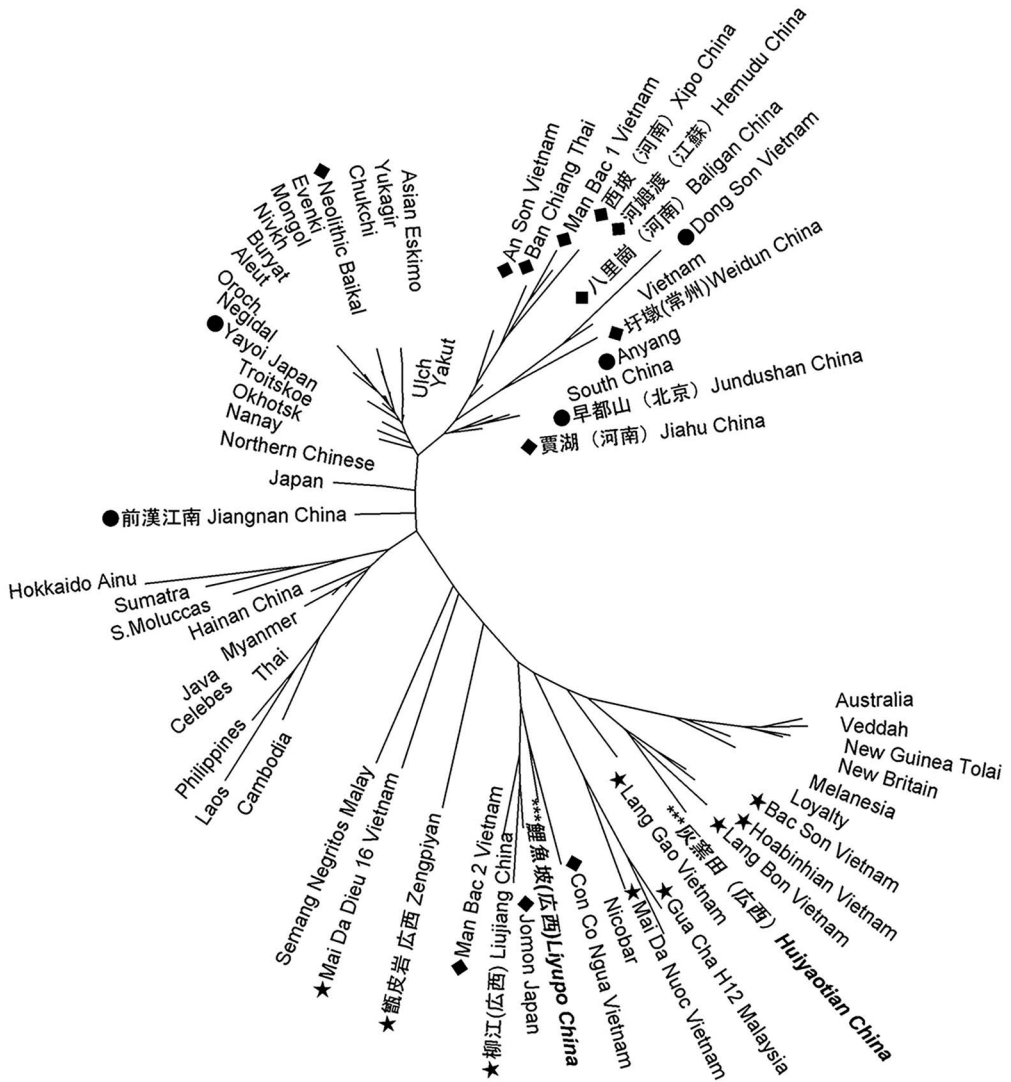 Asian Eskimo
Yukagir
Chukchi
◆Neolithic Baikal
Evenki
Mongol
Nivkh
Buryat
Aleut
Oroch
Negidal
●Yayoi Japan
Troitskoe
Okhotsk
Nanay
Northern Chinese
Ulch
Yakut
Japan
●前漢江南 Jiangnan China
◆An Son Vietnam
◆Ban Chiang Thai
◆Man Bac 1 Vietnam
◆西坡（河南）Xipo China
◆河姆渡（江蘇）Hemudu China
◆八里崗（河南）Baligan China
●Dong Son Vietnam
Vietnam
◆圩墩(常州)Weidun China
●Anyang
South China
●早都山（北京）Jundushan China
◆賈湖（河南）Jiahu China
Hokkaido Ainu
Sumatra
S.Moluccas
Hainan China
Myanmer
Thai
Java
Celebes
Philippines
Laos
Cambodia
Semang Negritos Malay
★Mai Da Dieu 16 Vietnam
★甑皮岩 広西 Zengpiyan
◆Man Bac 2 Vietnam
★柳江(広西) Liujiang China
◆Jomon Japan
***鯉魚坡(広西)Liyupo China
◆Con Co Ngua Vietnam
Nicobar
★Mai Da Nuoc Vietnam
★Gua Cha H12 Malaysia
★Lang Gao Vietnam
***灰窯田（広西）Huiyaotian China
★Lang Bon Vietnam
★Hoabinhian Vietnam
★Bac Son Vietnam
Loyalty
Melanesia
New Britain
New Guinea Tolai
Veddah
Australia